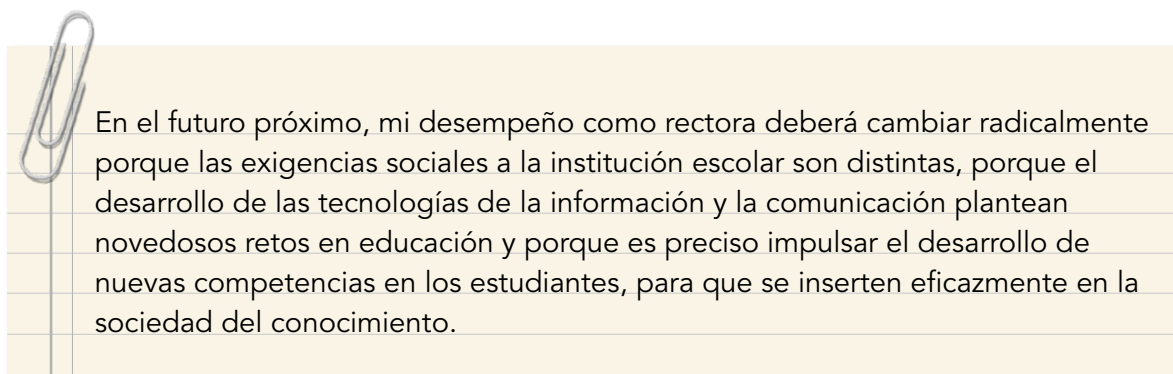 En el futuro próximo, mi desempeño como rectora deberá cambiar radicalmente
porque las exigencias sociales a la institución escolar son distintas, porque el
desarrollo de las tecnologías de la información y la comunicación plantean
novedosos retos en educación y porque es preciso impulsar el desarrollo de
nuevas competencias en los estudiantes, para que se inserten eficazmente en la
sociedad del conocimiento.